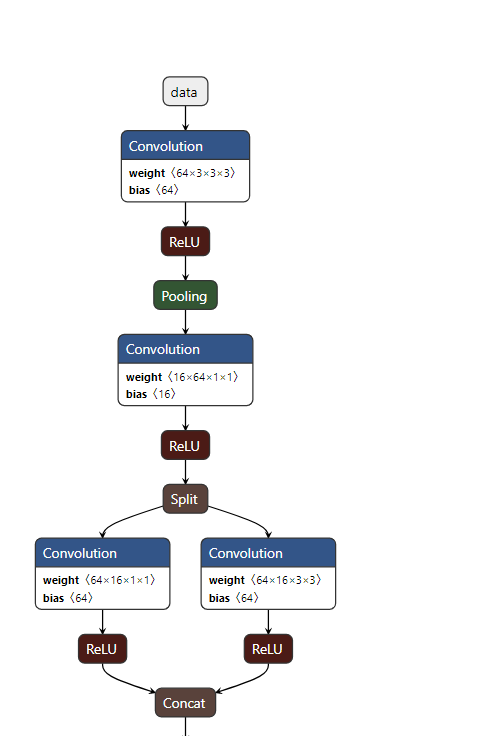 data
Convolution
weight〈64×3×3×3〉
bias〈64〉
ReLU
Pooling
Convolution
weight〈16×64×1×1〉
bias〈16〉
ReLU
Split
Convolution
weight〈64×16×1×1〉
bias〈64〉
Convolution
weight〈64×16×3×3〉
bias〈64〉
ReLU
ReLU
Concat